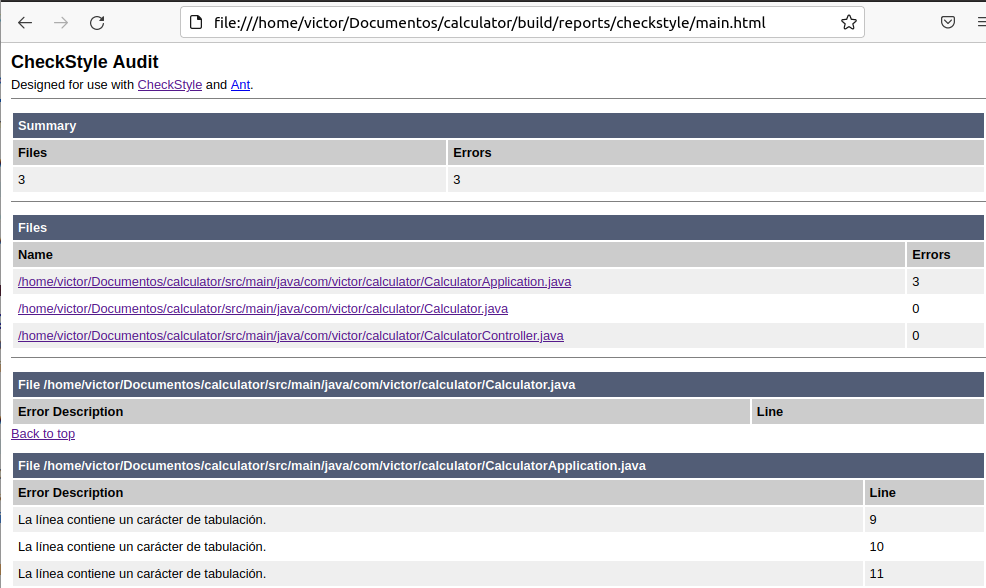 file:///home/victor/Documentos/calculator/build/reports/checkstyle/main.html
CheckStyle Audit
Designed for use with CheckStyle and Ant.
Summary
Files Errors
3 3
Files
Name Errors
/home/victor/Documentos/calculator/src/main/java/com/victor/calculator/CalculatorApplication.java 3
/home/victor/Documentos/calculator/src/main/java/com/victor/calculator/Calculator.java 0
/home/victor/Documentos/calculator/src/main/java/com/victor/calculator/CalculatorController.java 0
File /home/victor/Documentos/calculator/src/main/java/com/victor/calculator/Calculator.java
Error Description Line
Back to top
File /home/victor/Documentos/calculator/src/main/java/com/victor/calculator/CalculatorApplication.java
Error Description Line
La línea contiene un carácter de tabulación. 9
La línea contiene un carácter de tabulación. 10
La línea contiene un carácter de tabulación. 11